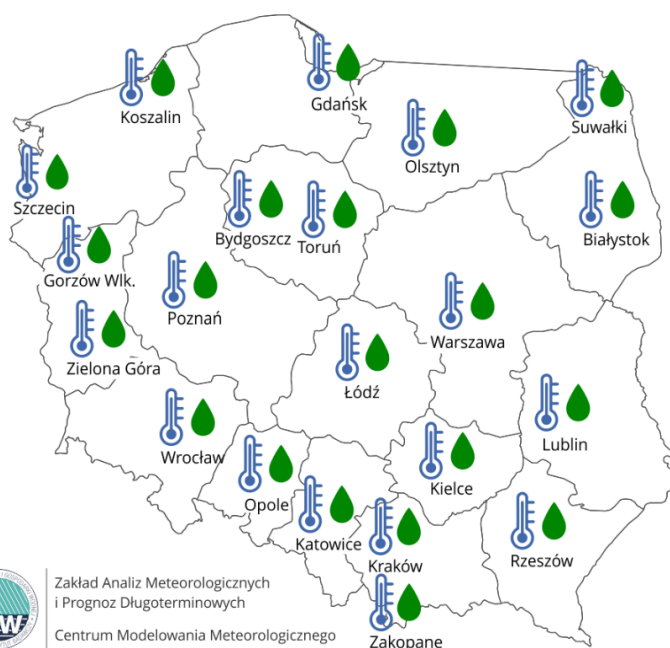 Koszalin
Gdańsk
Suwałki
Olsztyn
Szczecin
Bydgoszcz
Toruń
Białystok
Gorzów Wlk.
Poznań
Warszawa
Zielona Góra
Łódź
Wrocław
Lublin
Opole
Kielce
Katowice
Kraków
Rzeszów
Zakopane
Zakład Analiz Meteorologicznych
i Prognoz Długoterminowych
Centrum Modelowania Meteorologicznego